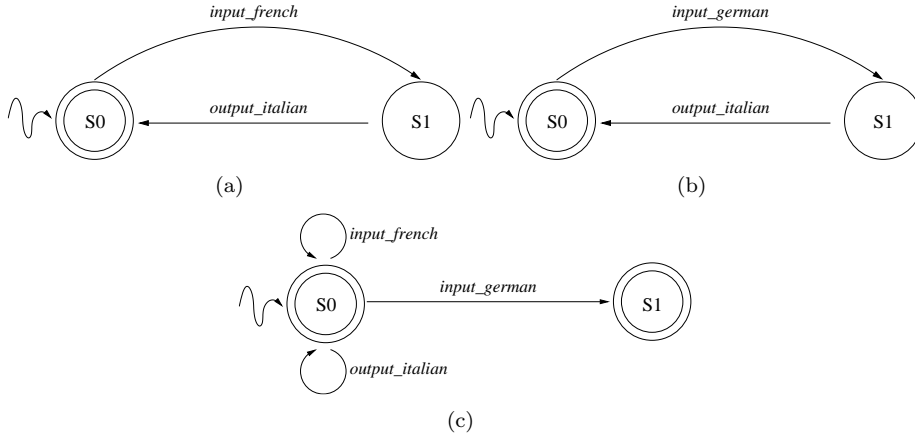 input_french
input_german
S0
output_italian
S1
S0
output_italian
S1
(a)
(b)
input_french
S0
input_german
S1
output_italian
(c)